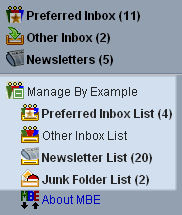 Preferred Inbox (11)
Other Inbox (2)
Newsletters (5)
Manage By Example
Preferred Inbox List (4)
Other Inbox List
Newsletter List (20)
Junk Folder List (2)
MBE About MBE